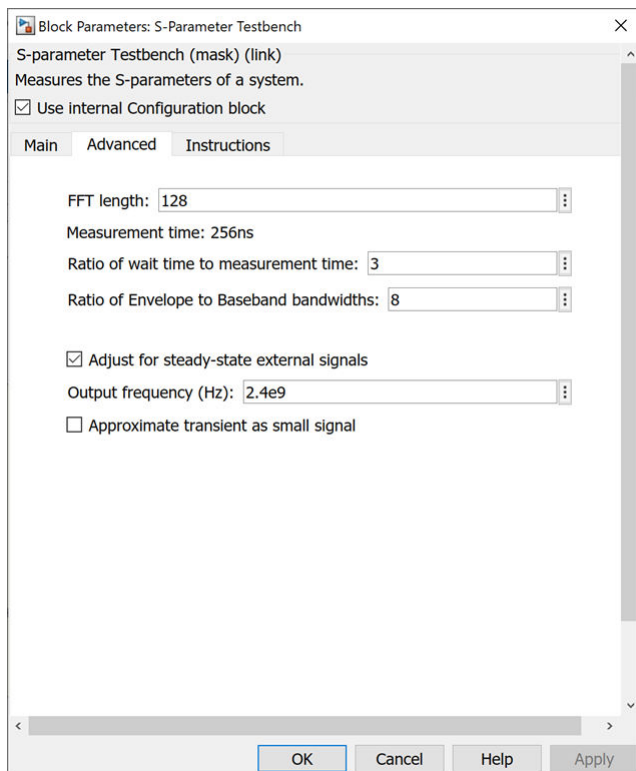 Block Parameters: S-Parameter Testbench
S-parameter Testbench (mask) (link)
Measures the S-parameters of a system.
Use internal Configuration block
Main Advanced Instructions
FFT length: 128
Measurement time: 256ns
Ratio of wait time to measurement time: 3
Ratio of Envelope to Baseband bandwidths: 8
Adjust for steady-state external signals
Output frequency (Hz): 2.4e9
Approximate transient as small signal
OK Cancel Help Apply